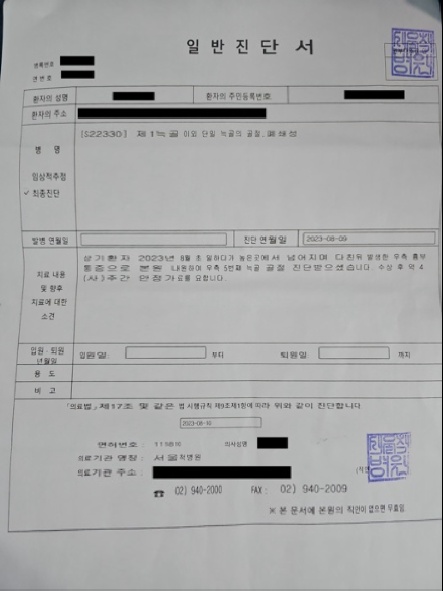 일 반 진 단 서
등록번호
연 번 호
환자의 성명
환자의 주민등록번호
환자의 주소
병 명
[S22330] 제1늑골 이외 단일 늑골의 골절, 폐쇄성
임상적추정
✓ 최종진단
발병 연월일
진단 연월일
2023-08-09
치료 내용
및 향후
치료에 대한
소견
상기환자 2023년 8월 초 일하다가 높은곳에서 넘어지며 다친뒤 발생한 우측 흉부
통증으로 본원 내원하여 우측 5번째 늑골 골절 진단받으셨습니다. 수상 후 약 4
(사)주간 안정가료를 요합니다.
입원 · 퇴원
년월일
입원일 :
부터
퇴원일 :
까지
용 도
비 고
「의료법」 제17조 및 같은 법 시행규칙 제9조제1항에 따라 위와 같이 진단합니다
2023-08-10
면허번호 :
의사성명
의료기관 명칭 : 서울척병원
의료기관 주소 :
(직인
☎ (02) 940-2000 FAX : 02) 940-2009
※ 본 문서에 본원의 직인이 없으면 무효임